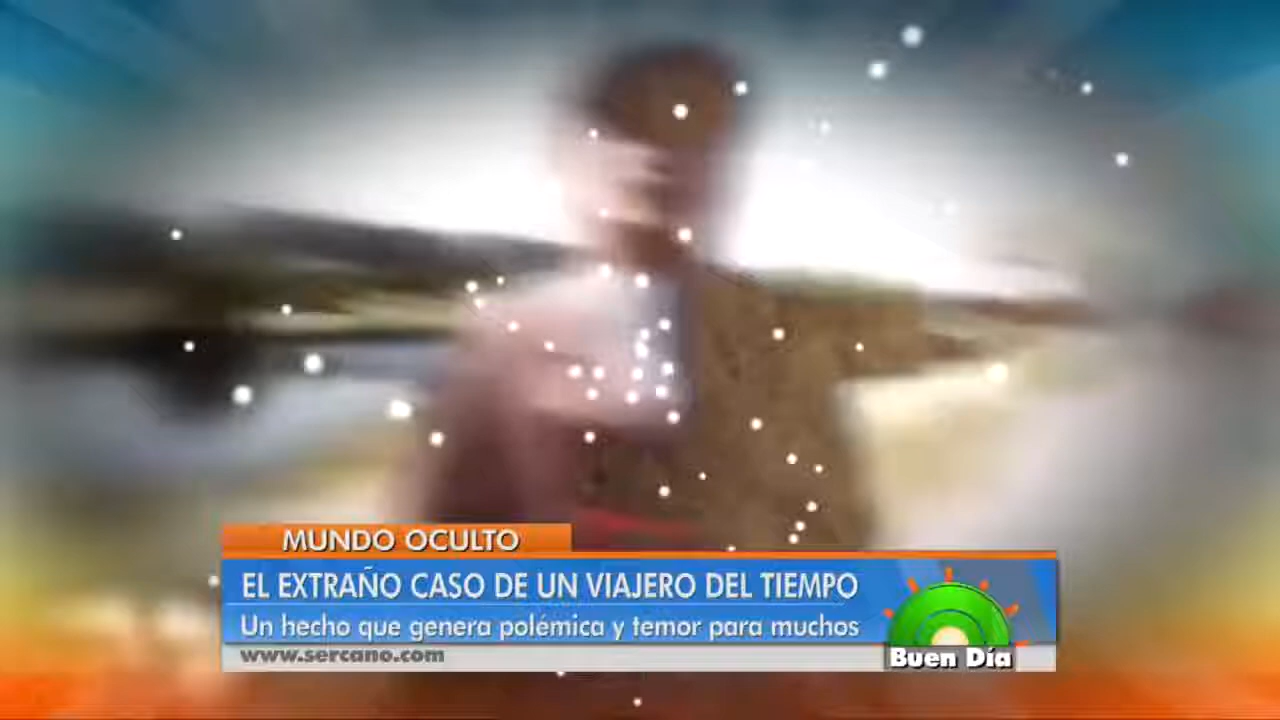 MUNDO OCULTO
EL EXTRAÑO CASO DE UN VIAJERO DEL TIEMPO
Un hecho que genera polémica y temor para muchos
www.sercano.com
Buen Día